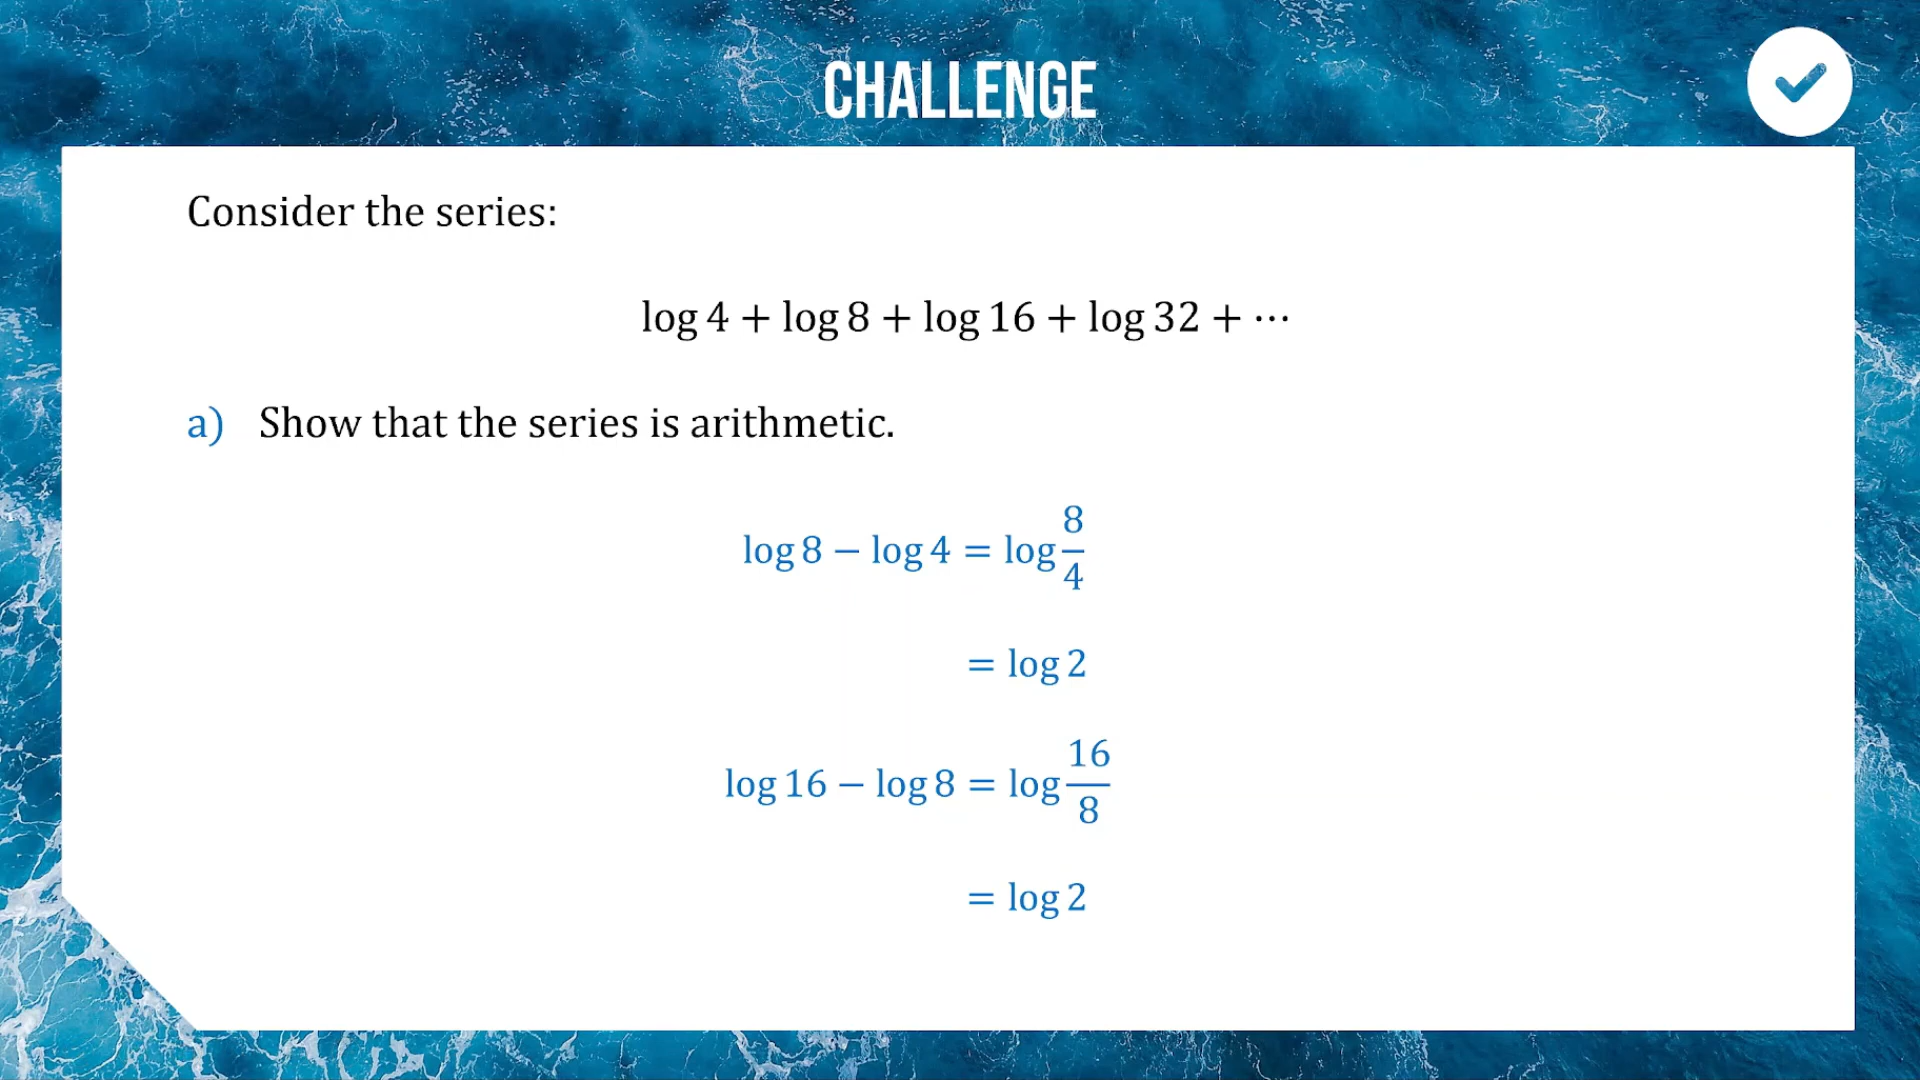 CHALLENGE
Consider the series:
log 4 + log 8 + log 16 + log 32 + ⋯
a) Show that the series is arithmetic.
log 8 − log 4 = log 8/4
= log 2
log 16 − log 8 = log 16/8
= log 2